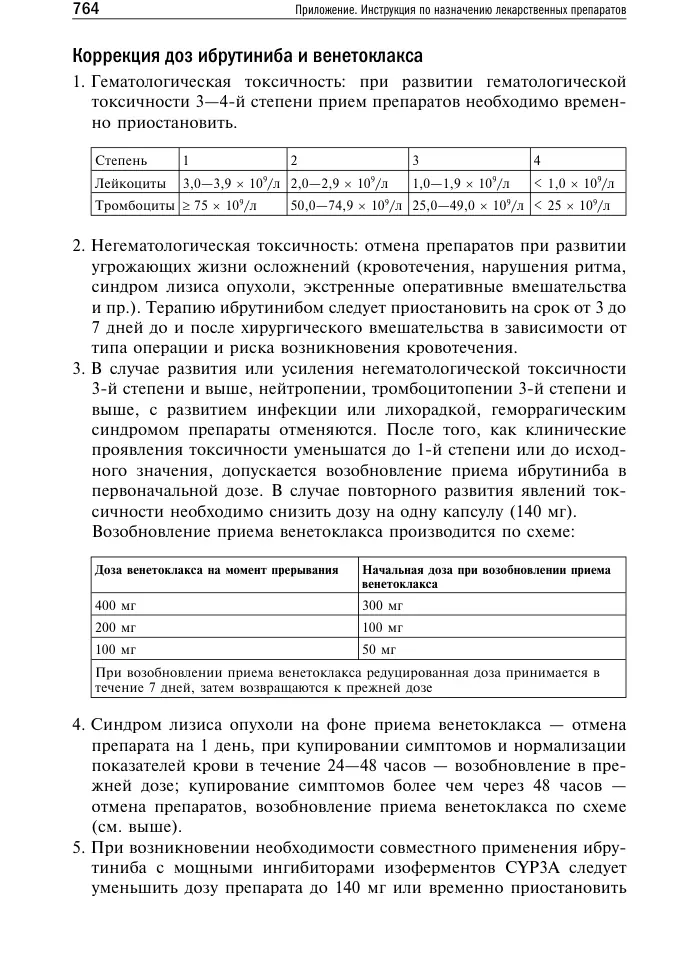 764
Приложение. Инструкция по назначению лекарственных препаратов
Коррекция доз ибрутиниба и венетоклакса
1. Гематологическая токсичность: при развитии гематологической
токсичности 3—4-й степени прием препаратов необходимо времен-
но приостановить.
Степень 1 2 3 4
Лейкоциты 3,0—3,9 × 10⁹/л 2,0—2,9 × 10⁹/л 1,0—1,9 × 10⁹/л < 1,0 × 10⁹/л
Тромбоциты ≥ 75 × 10⁹/л 50,0—74,9 × 10⁹/л 25,0—49,0 × 10⁹/л < 25 × 10⁹/л
2. Негематологическая токсичность: отмена препаратов при развитии
угрожающих жизни осложнений (кровотечения, нарушения ритма,
синдром лизиса опухоли, экстренные оперативные вмешательства
и пр.). Терапию ибрутинибом следует приостановить на срок от 3 до
7 дней до и после хирургического вмешательства в зависимости от
типа операции и риска возникновения кровотечения.
3. В случае развития или усиления негематологической токсичности
3-й степени и выше, нейтропении, тромбоцитопении 3-й степени и
выше, с развитием инфекции или лихорадкой, геморрагическим
синдромом препараты отменяются. После того, как клинические
проявления токсичности уменьшатся до 1-й степени или до исход-
ного значения, допускается возобновление приема ибрутиниба в
первоначальной дозе. В случае повторного развития явлений ток-
сичности необходимо снизить дозу на одну капсулу (140 мг).
Возобновление приема венетоклакса производится по схеме:
Доза венетоклакса на момент прерывания Начальная доза при возобновлении приема
венетоклакса
400 мг 300 мг
200 мг 100 мг
100 мг 50 мг
При возобновлении приема венетоклакса редуцированная доза принимается в
течение 7 дней, затем возвращаются к прежней дозе
4. Синдром лизиса опухоли на фоне приема венетоклакса — отмена
препарата на 1 день, при купировании симптомов и нормализации
показателей крови в течение 24—48 часов — возобновление в пре-
жней дозе; купирование симптомов более чем через 48 часов —
отмена препаратов, возобновление приема венетоклакса по схеме
(см. выше).
5. При возникновении необходимости совместного применения ибру-
тиниба с мощными ингибиторами изоферментов CYP3A следует
уменьшить дозу препарата до 140 мг или временно приостановить